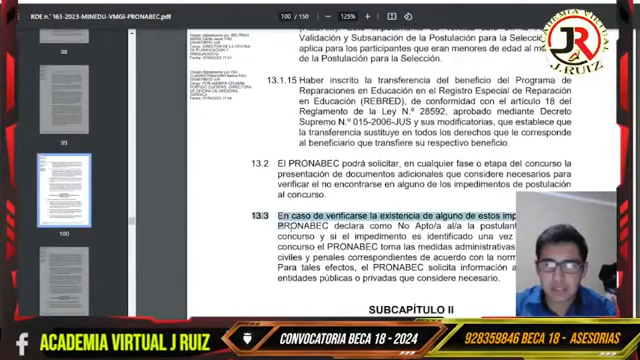 RDE n.° 163-2023-MINEDU-VMGI-PRONABEC.pdf
100 / 150 | — 125% +
98
99
100
Validación y Subsanación de la Postulación para la Selección
aplica para los participantes que eran menores de edad al
de la Postulación para la Selección.
13.1.15 Haber inscrito la transferencia del beneficio del Programa de
Reparaciones en Educación en el Registro Especial de Reparación
en Educación (REBRED), de conformidad con el artículo 18 del
Reglamento de la Ley N.° 28592, aprobado mediante Decreto
Supremo N.° 015-2006-JUS y sus modificatorias, que establece que
la transferencia sustituye en todos los derechos que le corresponde
al beneficiario que transfiere su respectivo beneficio.
13.2 El PRONABEC podrá solicitar, en cualquier fase o etapa del concurso la
presentación de documentos adicionales que considere necesarios para
verificar el no encontrarse en alguno de los impedimentos de postulación
al concurso.
13.3 En caso de verificarse la existencia de alguno de estos
PRONABEC declara como No Apto/a al/a la
concurso y si el impedimento es identificado una vez
concurso el PRONABEC toma las medidas administrativas
civiles y penales correspondientes de acuerdo con la
Para tales efectos, el PRONABEC solicita información
entidades públicas o privadas que considere necesario.
SUBCAPÍTULO II
ACADEMIA VIRTUAL
JR
J. RUIZ
f ACADEMIA VIRTUAL J RUIZ
CONVOCATORIA BECA 18 - 2024
928359846 BECA 18 - ASESORIAS